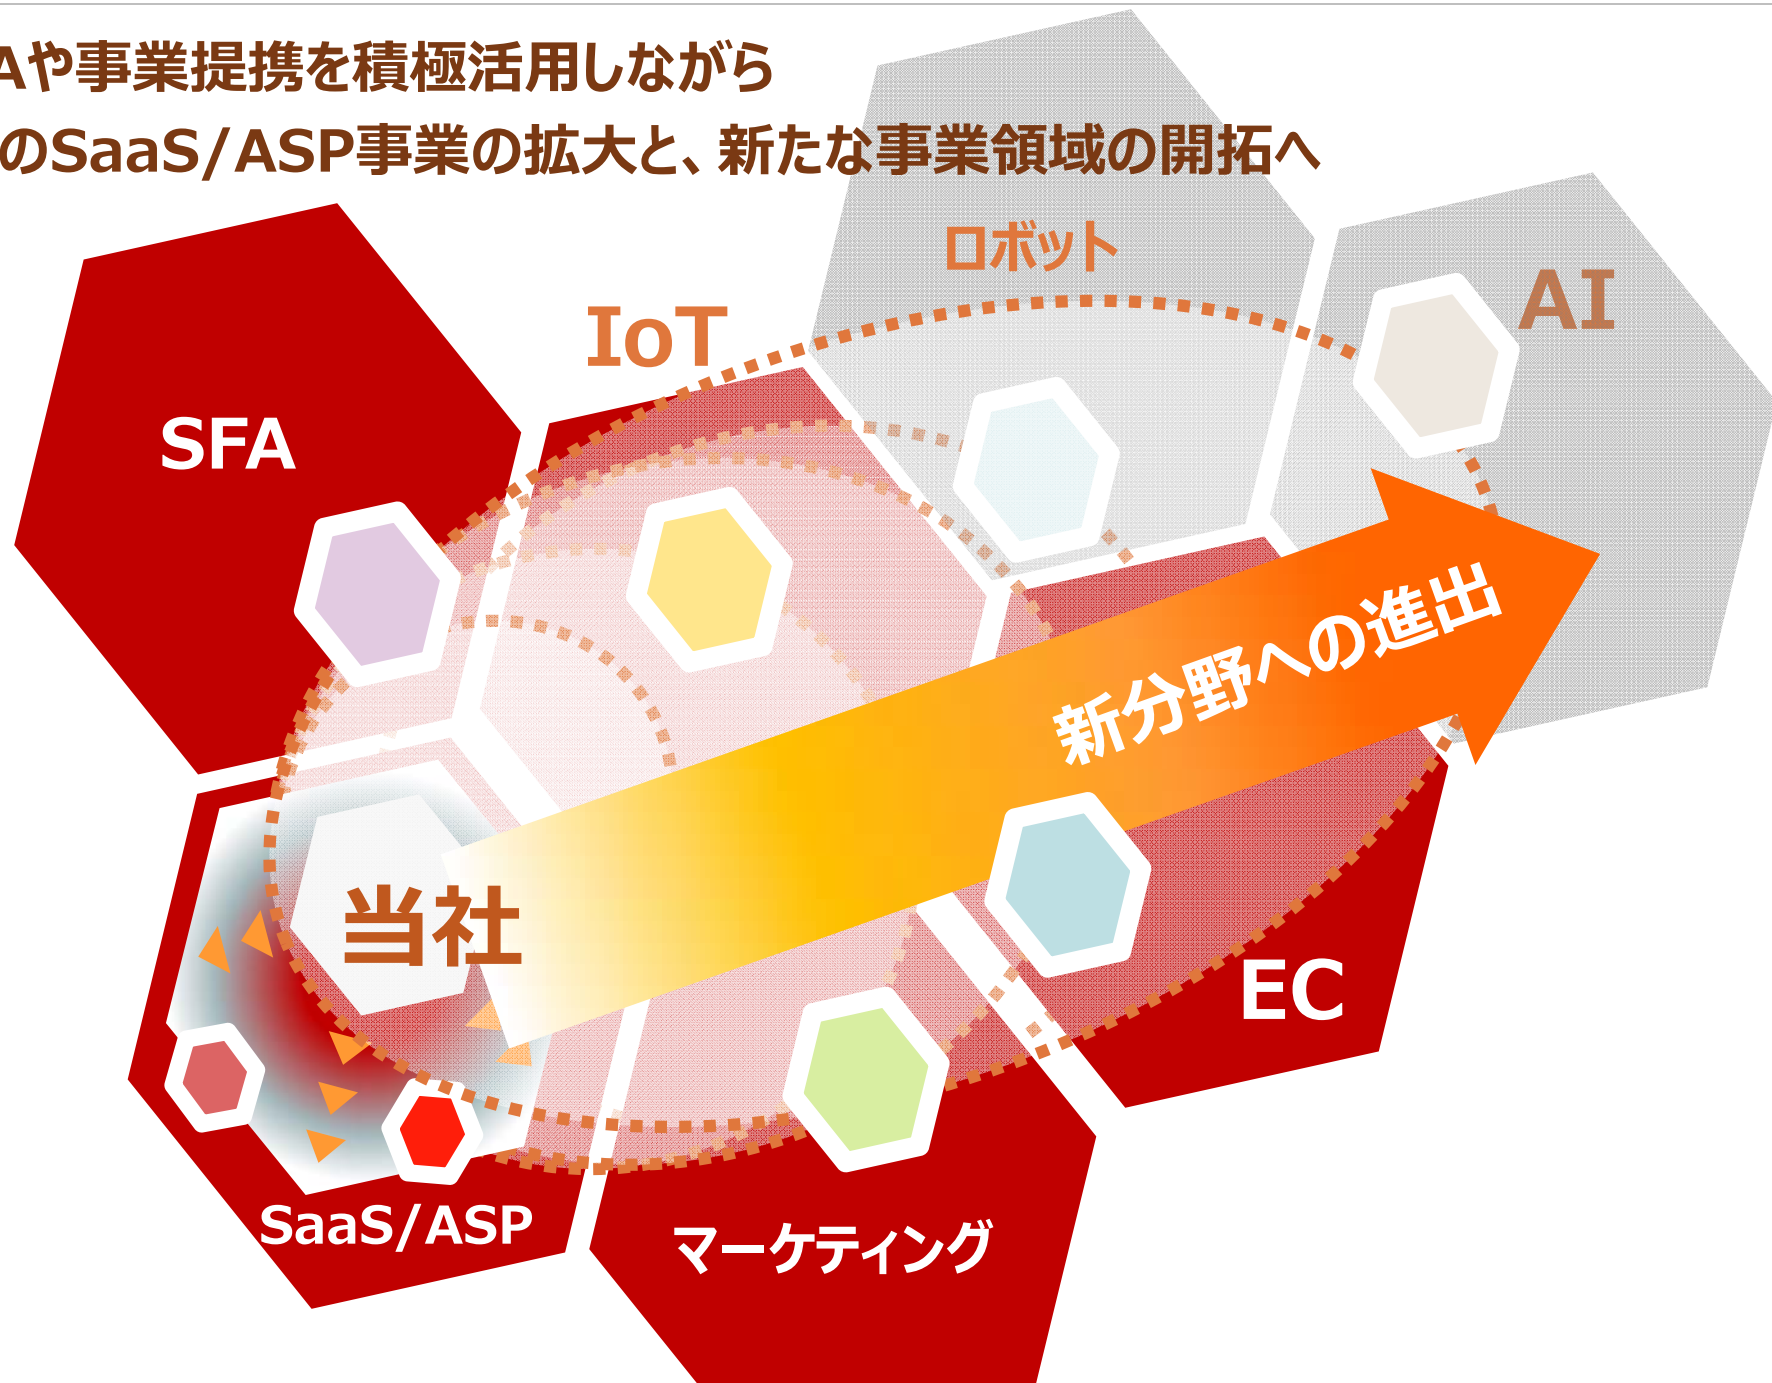 Aや事業提携を積極活用しながら
のSaaS/ASP事業の拡大と、新たな事業領域の開拓へ
ロボット
AI
IoT
SFA
新分野への進出
当社
EC
SaaS/ASP
マーケティング